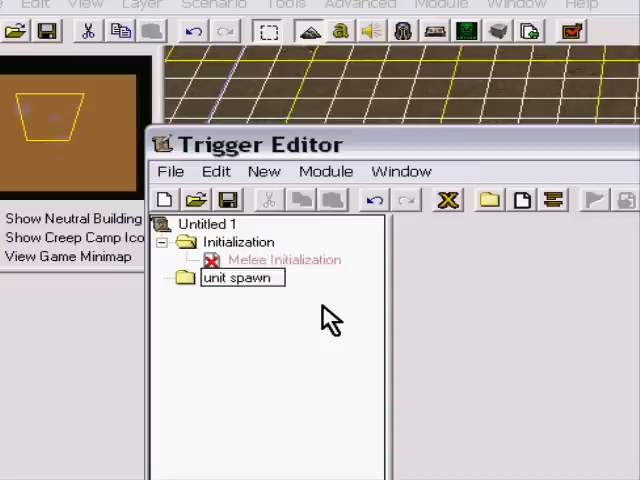 Edit View Layer Scenario Tools Advanced Module Window Help
Trigger Editor
File Edit New Module Window
Untitled 1
Initialization
Melee Initialization
unit spawn
Show Neutral Building
Show Creep Camp Ico
View Game Minimap